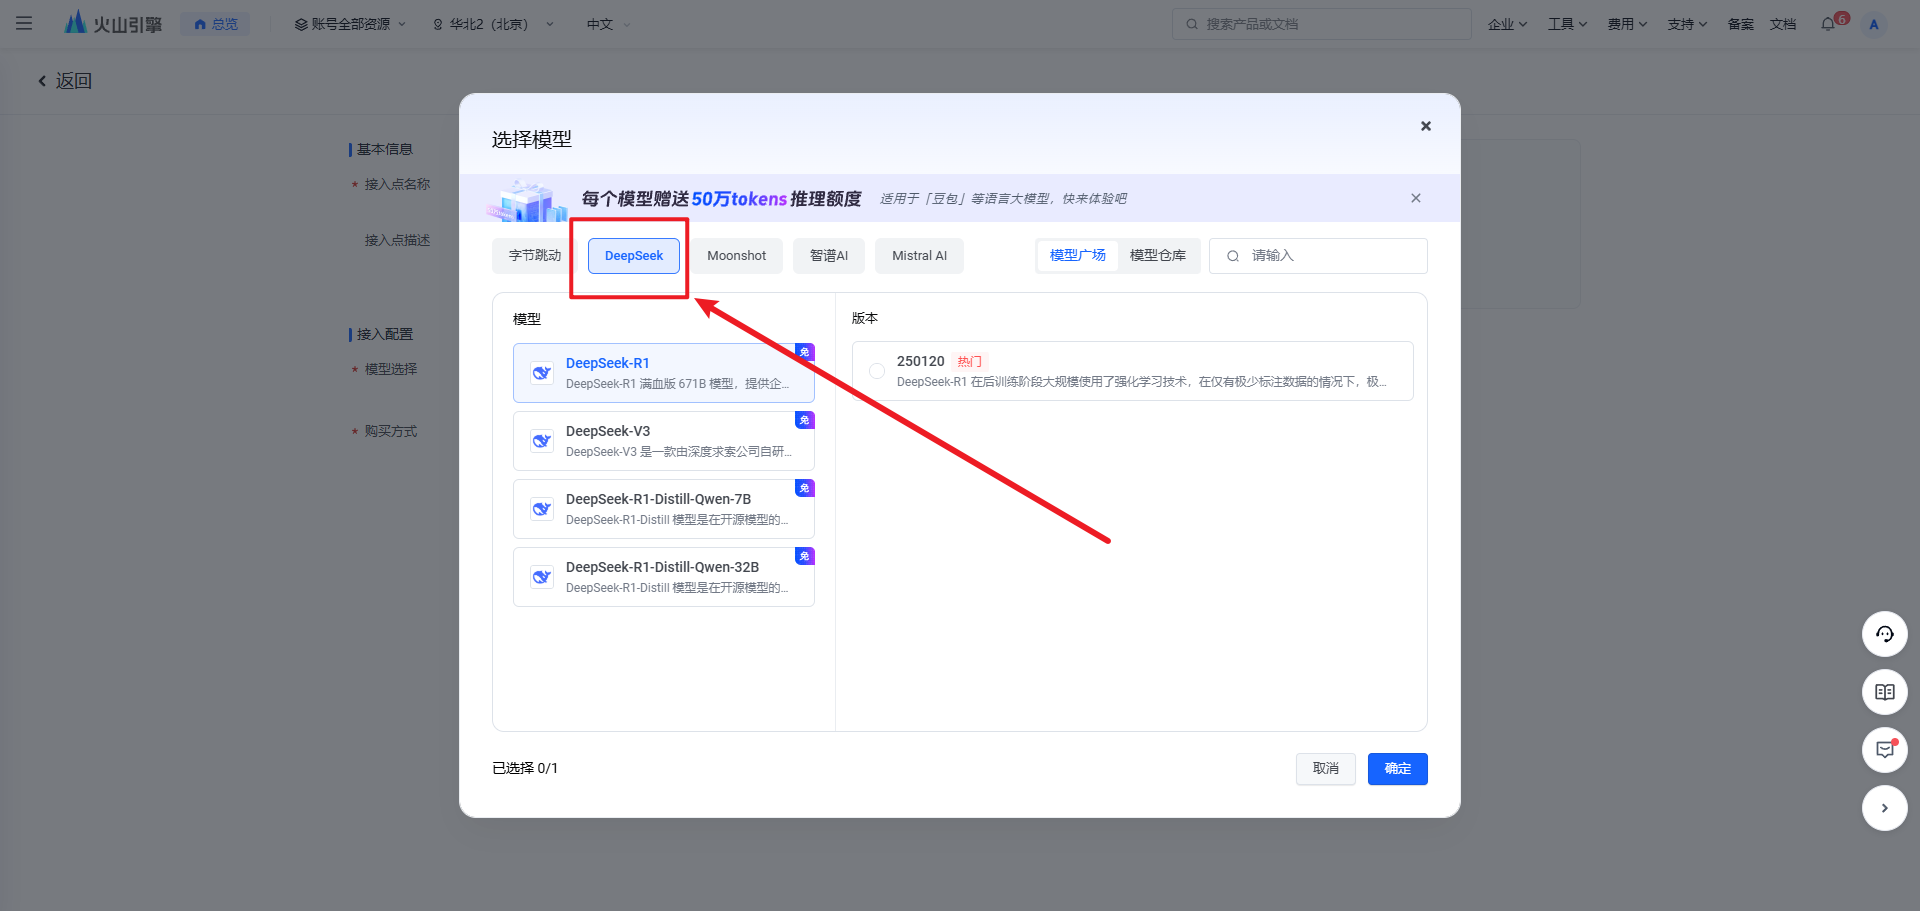 火山引擎
总览
账号全部资源
华北2（北京）
中文
搜索产品或文档
企业
工具
费用
支持
备案
文档
6
A
返回
基本信息
* 接入点名称
接入点描述
接入配置
* 模型选择
* 购买方式
选择模型
每个模型赠送50万tokens推理额度
适用于「豆包」等语言大模型，快来体验吧
字节跳动
DeepSeek
Moonshot
智谱AI
Mistral AI
模型广场
模型仓库
请输入
模型
免
DeepSeek-R1
DeepSeek-R1 满血版 671B 模型，提供企...
免
DeepSeek-V3
DeepSeek-V3 是一款由深度求索公司自研...
免
DeepSeek-R1-Distill-Qwen-7B
DeepSeek-R1-Distill 模型是在开源模型的...
免
DeepSeek-R1-Distill-Qwen-32B
DeepSeek-R1-Distill 模型是在开源模型的...
版本
250120 热门
DeepSeek-R1 在后训练阶段大规模使用了强化学习技术，在仅有极少标注数据的情况下，极...
已选择 0/1
取消
确定